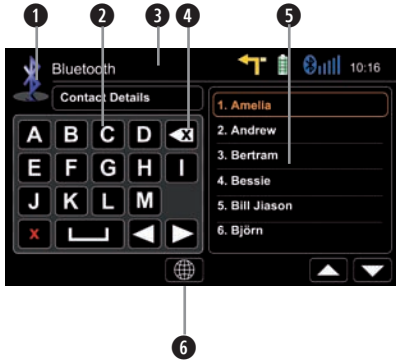 1 2 3 4 5
Bluetooth 10:16
Contact Details
A B C D
E F G H I
J K L M
x
1. Amelia
2. Andrew
3. Bertram
4. Bessie
5. Bill Jiason
6. Björn
6